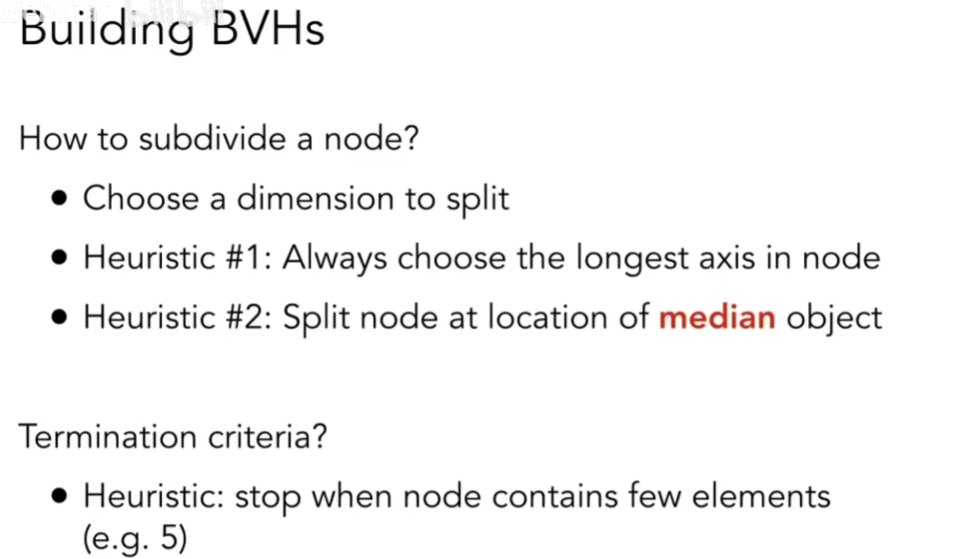 Building BVHs
How to subdivide a node?
● Choose a dimension to split
● Heuristic #1: Always choose the longest axis in node
● Heuristic #2: Split node at location of median object
Termination criteria?
● Heuristic: stop when node contains few elements
(e.g. 5)